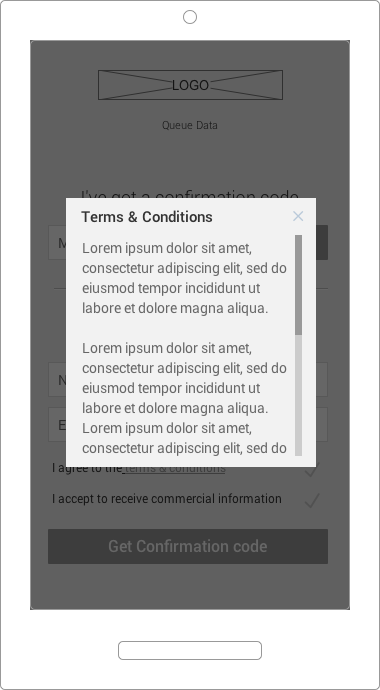 LOGO
Queue Data
I've got a confirmation code
Terms & Conditions
M
Lorem ipsum dolor sit amet,
consectetur adipiscing elit, sed do
eiusmod tempor incididunt ut
labore et dolore magna aliqua.
Lorem ipsum dolor sit amet,
consectetur adipiscing elit, sed do
eiusmod tempor incididunt ut
labore et dolore magna aliqua.
Lorem ipsum dolor sit amet,
consectetur adipiscing elit, sed do
N
E
I agree to the terms & conditions
I accept to receive commercial information
Get Confirmation code